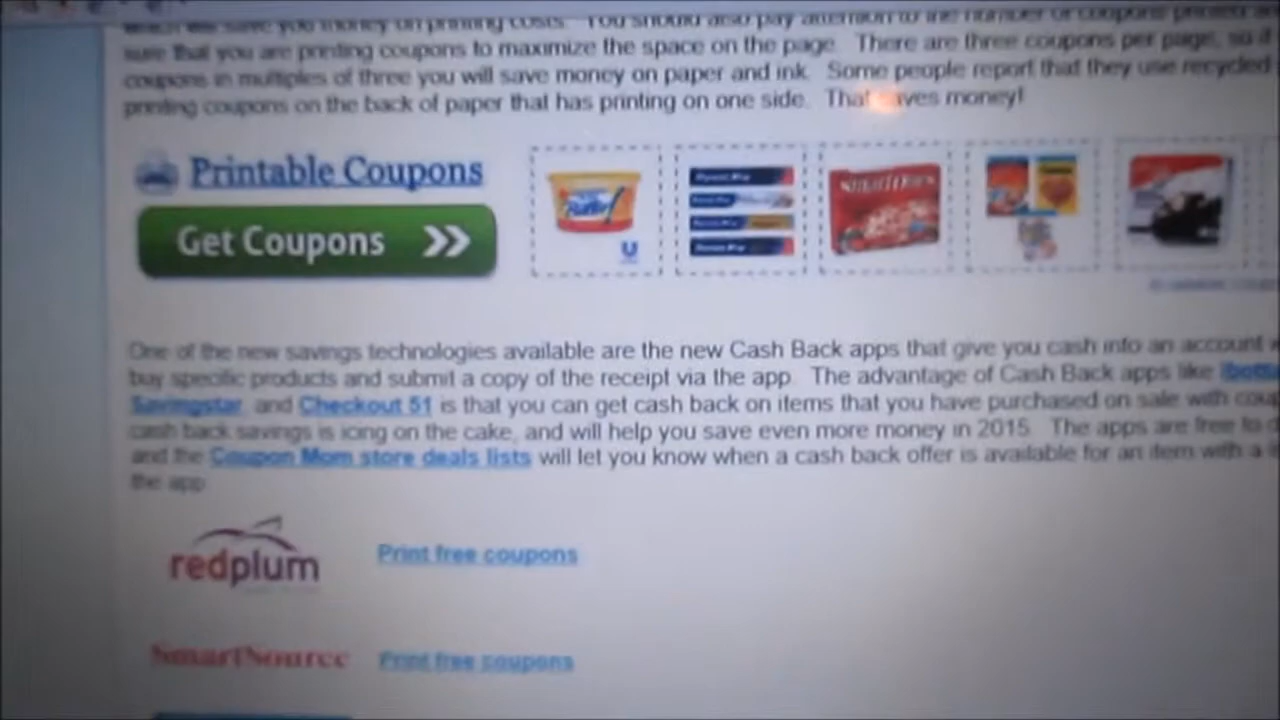 which will save you money on printing costs. You should also pay attention to the number of coupons printed
sure that you are printing coupons to maximize the space on the page. There are three coupons per page, so if
coupons in multiples of three you will save money on paper and ink. Some people report that they use recycled
printing coupons on the back of paper that has printing on one side. That saves money!
Printable Coupons
Get Coupons
One of the new savings technologies available are the new Cash Back apps that give you cash into an account
buy specific products and submit a copy of the receipt via the app. The advantage of Cash Back apps like
Savingstar and Checkout 51 is that you can get cash back on items that you have purchased on sale with
cash back savings is icing on the cake, and will help you save even more money in 2015. The apps are free to
and the Coupon Mom store deals lists will let you know when a cash back offer is available for an item with a
the app
redplum
Print free coupons
SmartSource
Print free coupons